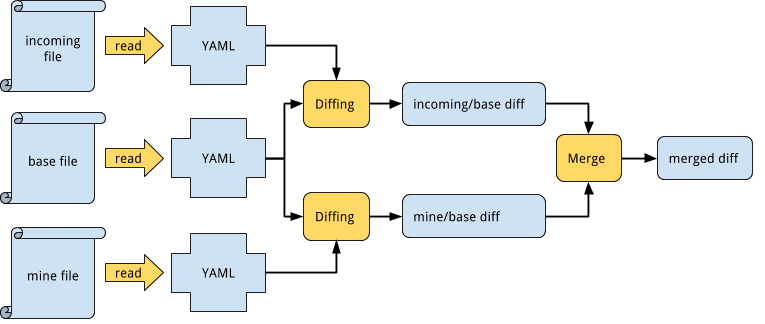 incoming
file
read
YAML
Diffing
incoming/base diff
base file
read
YAML
Merge
merged diff
Diffing
mine/base diff
mine file
read
YAML